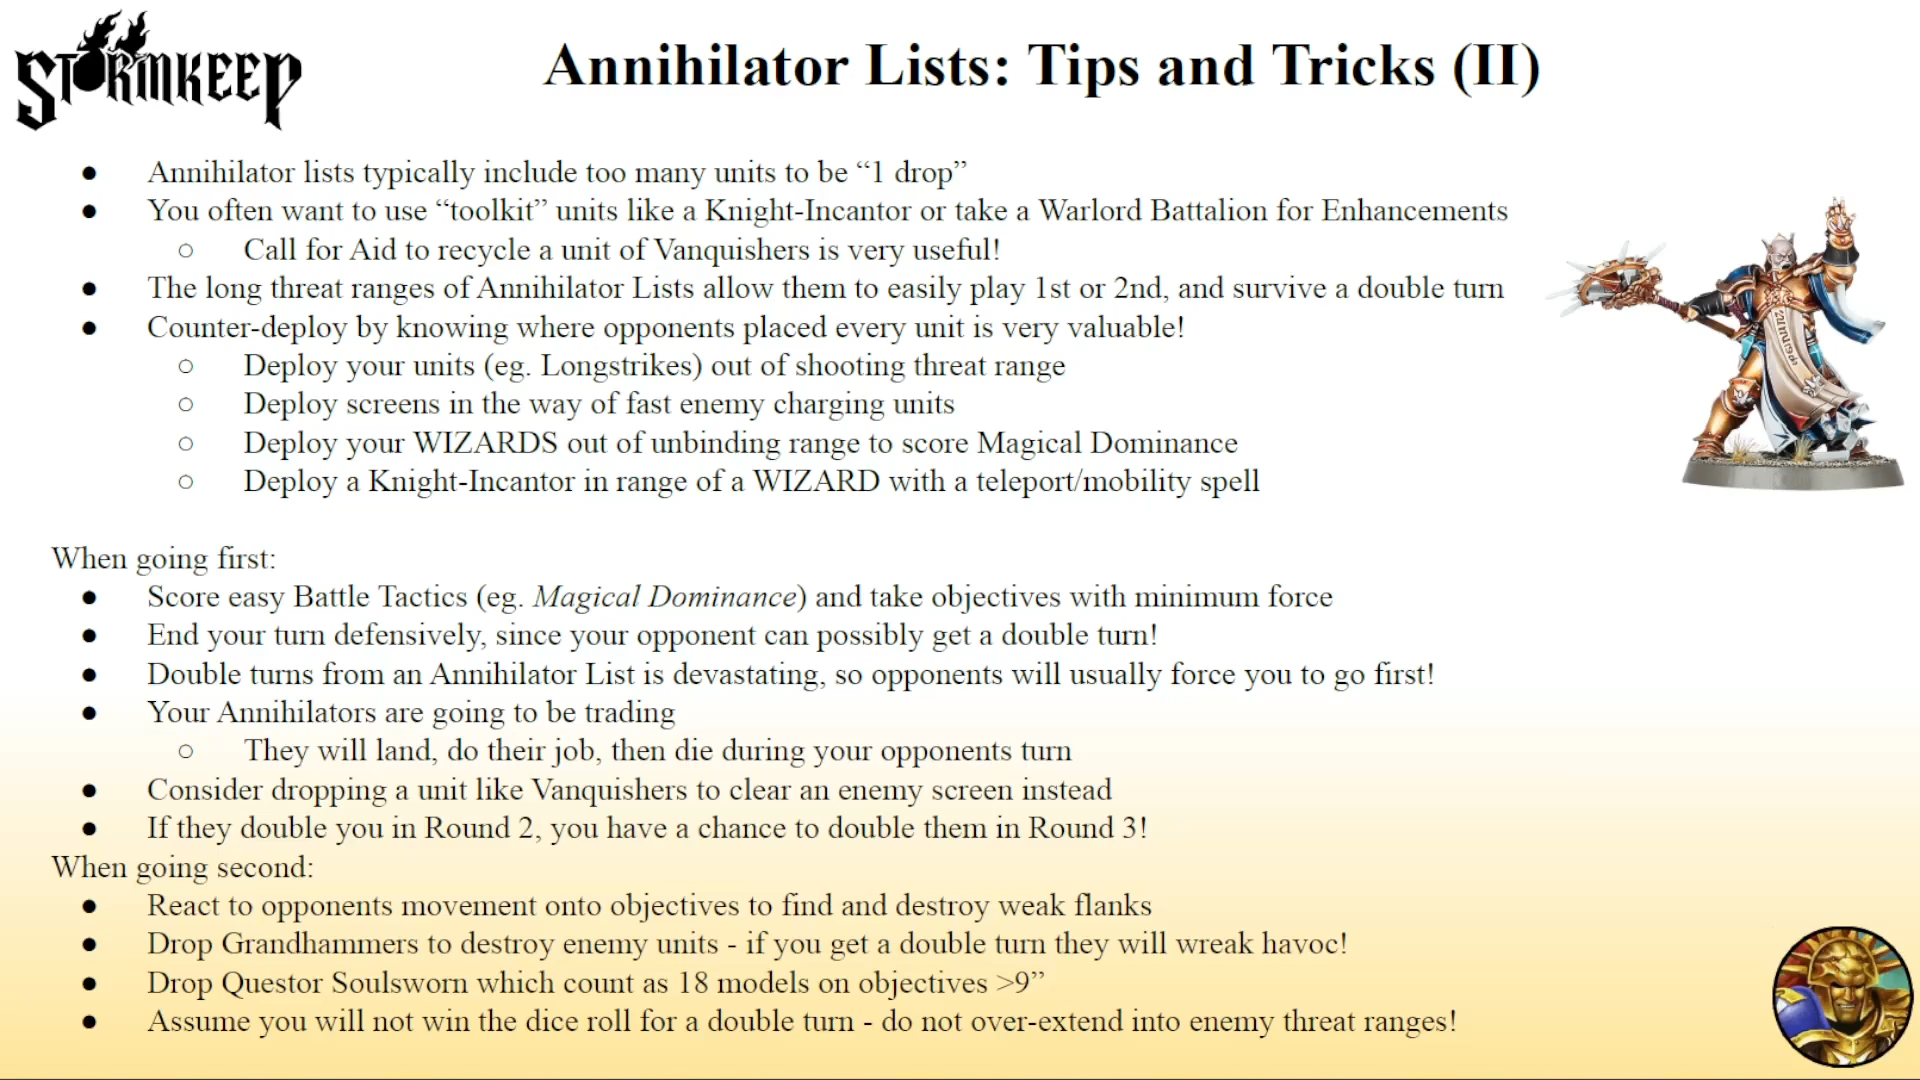 STORMKEEP
Annihilator Lists: Tips and Tricks (II)
● Annihilator lists typically include too many units to be “1 drop”
● You often want to use “toolkit” units like a Knight-Incantor or take a Warlord Battalion for Enhancements
○ Call for Aid to recycle a unit of Vanquishers is very useful!
● The long threat ranges of Annihilator Lists allow them to easily play 1st or 2nd, and survive a double turn
● Counter-deploy by knowing where opponents placed every unit is very valuable!
○ Deploy your units (eg. Longstrikes) out of shooting threat range
○ Deploy screens in the way of fast enemy charging units
○ Deploy your WIZARDS out of unbinding range to score Magical Dominance
○ Deploy a Knight-Incantor in range of a WIZARD with a teleport/mobility spell
When going first:
● Score easy Battle Tactics (eg. Magical Dominance) and take objectives with minimum force
● End your turn defensively, since your opponent can possibly get a double turn!
● Double turns from an Annihilator List is devastating, so opponents will usually force you to go first!
● Your Annihilators are going to be trading
○ They will land, do their job, then die during your opponents turn
● Consider dropping a unit like Vanquishers to clear an enemy screen instead
● If they double you in Round 2, you have a chance to double them in Round 3!
When going second:
● React to opponents movement onto objectives to find and destroy weak flanks
● Drop Grandhammers to destroy enemy units - if you get a double turn they will wreak havoc!
● Drop Questor Soulsworn which count as 18 models on objectives >9”
● Assume you will not win the dice roll for a double turn - do not over-extend into enemy threat ranges!